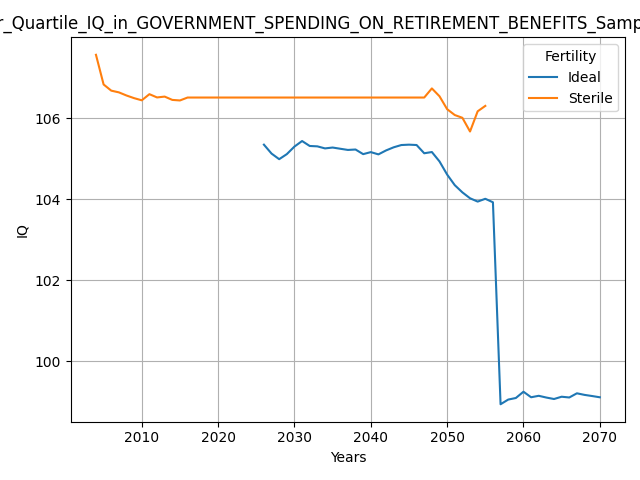 r_Quartile_IQ_in_GOVERNMENT_SPENDING_ON_RETIREMENT_BENEFITS_Samp
Fertility
Ideal
Sterile
106
104
102
100
IQ
2010 2020 2030 2040 2050 2060 2070
Years